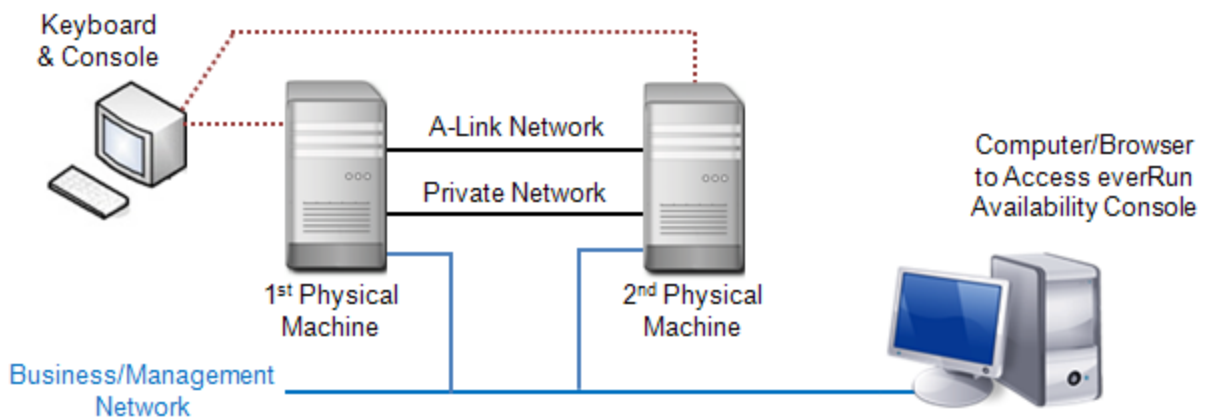 Keyboard
& Console
A-Link Network
Private Network
Computer/Browser
to Access everRun
Availability Console
1st Physical
Machine
2nd Physical
Machine
Business/Management
Network